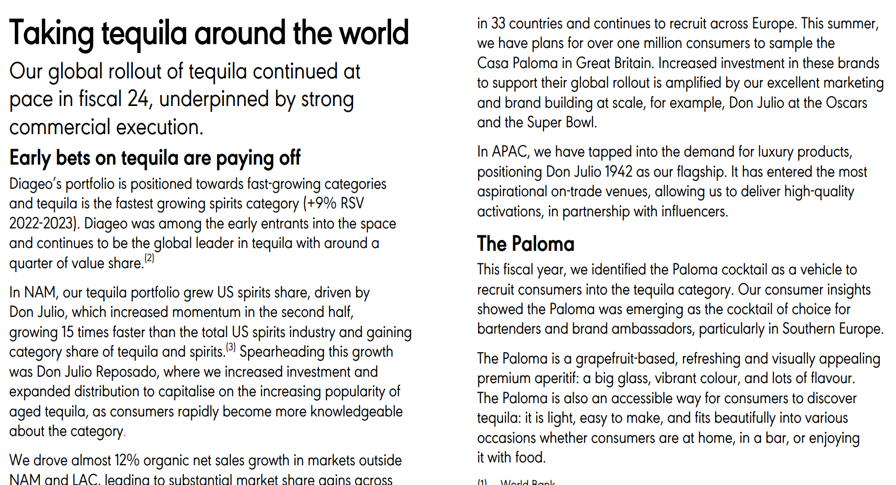 Taking tequila around the world
Our global rollout of tequila continued at
pace in fiscal 24, underpinned by strong
commercial execution.
Early bets on tequila are paying off
Diageo's portfolio is positioned towards fast-growing categories
and tequila is the fastest growing spirits category (+9% RSV
2022-2023). Diageo was among the early entrants into the space
and continues to be the global leader in tequila with around a
quarter of value share.(2)
In NAM, our tequila portfolio grew US spirits share, driven by
Don Julio, which increased momentum in the second half,
growing 15 times faster than the total US spirits industry and gaining
category share of tequila and spirits.(3) Spearheading this growth
was Don Julio Reposado, where we increased investment and
expanded distribution to capitalise on the increasing popularity of
aged tequila, as consumers rapidly become more knowledgeable
about the category.
We drove almost 12% organic net sales growth in markets outside
NAM and LAC, leading to substantial market share gains across
in 33 countries and continues to recruit across Europe. This summer,
we have plans for over one million consumers to sample the
Casa Paloma in Great Britain. Increased investment in these brands
to support their global rollout is amplified by our excellent marketing
and brand building at scale, for example, Don Julio at the Oscars
and the Super Bowl.
In APAC, we have tapped into the demand for luxury products,
positioning Don Julio 1942 as our flagship. It has entered the most
aspirational on-trade venues, allowing us to deliver high-quality
activations, in partnership with influencers.
The Paloma
This fiscal year, we identified the Paloma cocktail as a vehicle to
recruit consumers into the tequila category. Our consumer insights
showed the Paloma was emerging as the cocktail of choice for
bartenders and brand ambassadors, particularly in Southern Europe.
The Paloma is a grapefruit-based, refreshing and visually appealing
premium aperitif: a big glass, vibrant colour, and lots of flavour.
The Paloma is also an accessible way for consumers to discover
tequila: it is light, easy to make, and fits beautifully into various
occasions whether consumers are at home, in a bar, or enjoying
it with food.
(1) World Bank